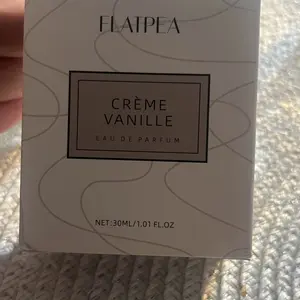 FLATPEA
CRÈME
VANILLE
EAU DE PARFUM
NET:30ML/1.01 FL.OZ